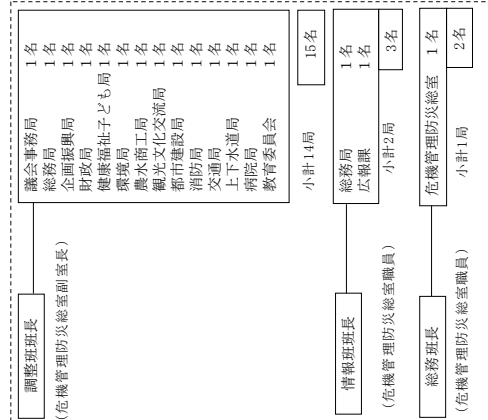 調整班班長
(危機管理防災総室副室長)
議会事務局 1名
総務局 1名
企画振興局 1名
財政局 1名
健康福祉子ども局 1名
環境局 1名
農水商工局 1名
観光文化交流局 1名
都市建設局 1名
消防局 1名
交通局 1名
上下水道局 1名
病院局 1名
教育委員会 1名
小計14局 15名
情報班班長
(危機管理防災総室職員)
総務局 1名
広報課 1名
小計2局 3名
総務班長
(危機管理防災総室職員)
危機管理防災総室 1名
小計1局 2名